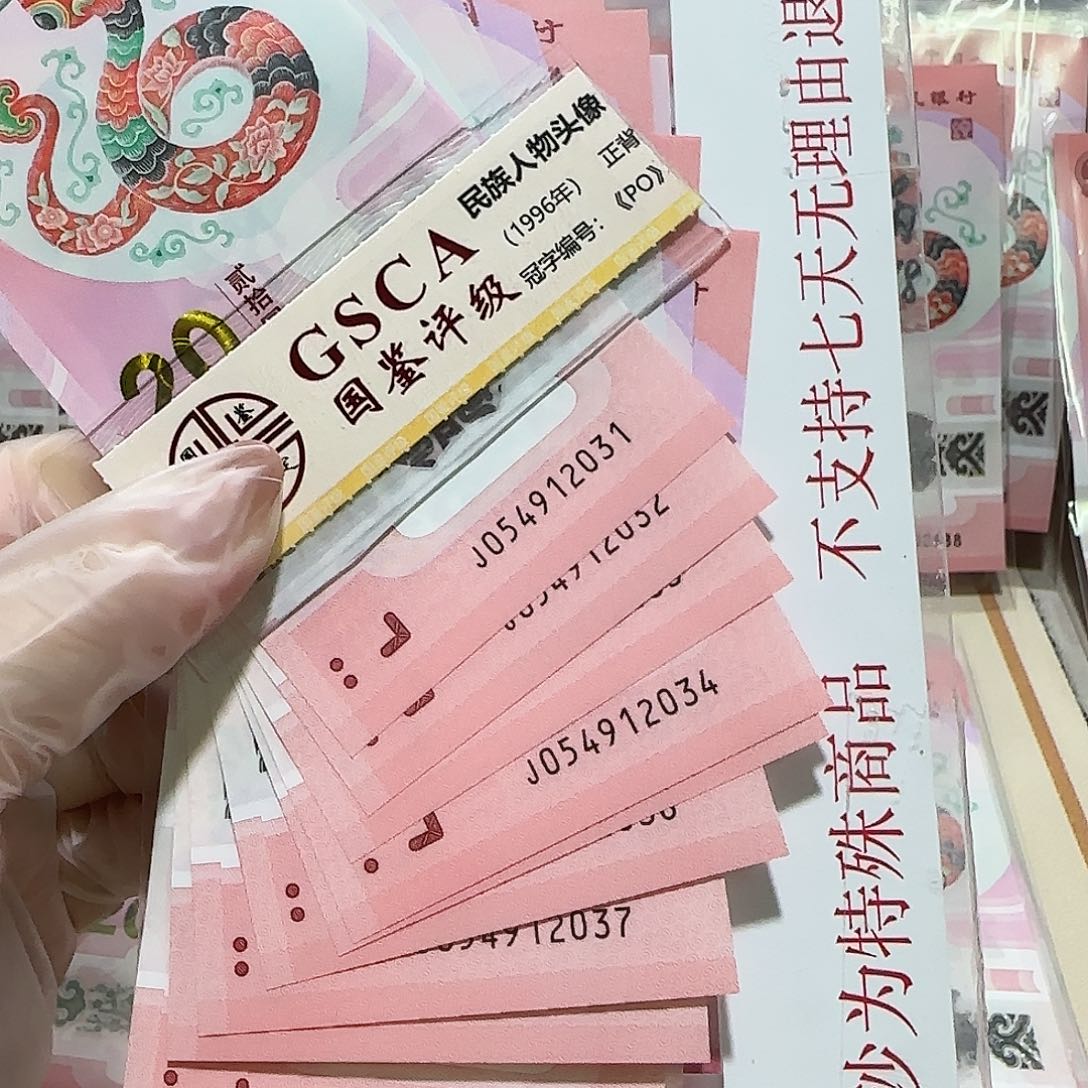 20
贰拾
GSCA
国鉴评级
民族人物头像
(1996年)
正背
冠字编号:
《PO》
J054912031
J054912034
12037
不支持七天无理由退
钞为特殊商品